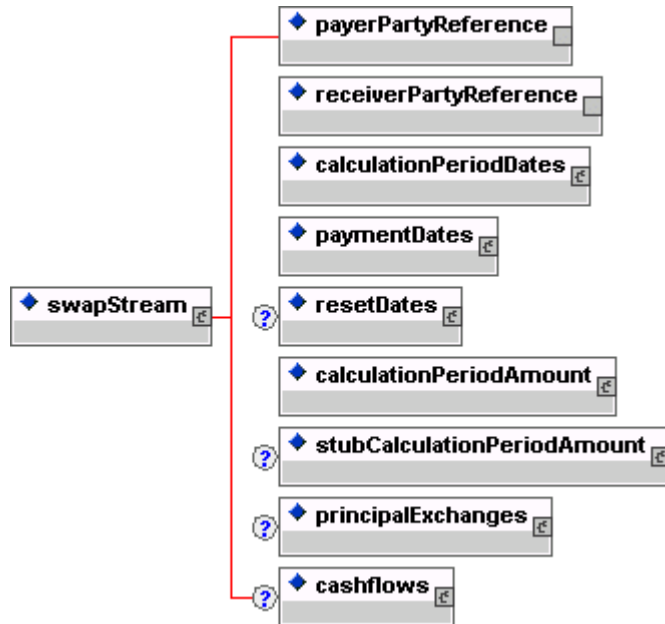 payerPartyReference
receiverPartyReference
calculationPeriodDates
paymentDates
swapStream
? resetDates
calculationPeriodAmount
? stubCalculationPeriodAmount
? principalExchanges
? cashflows